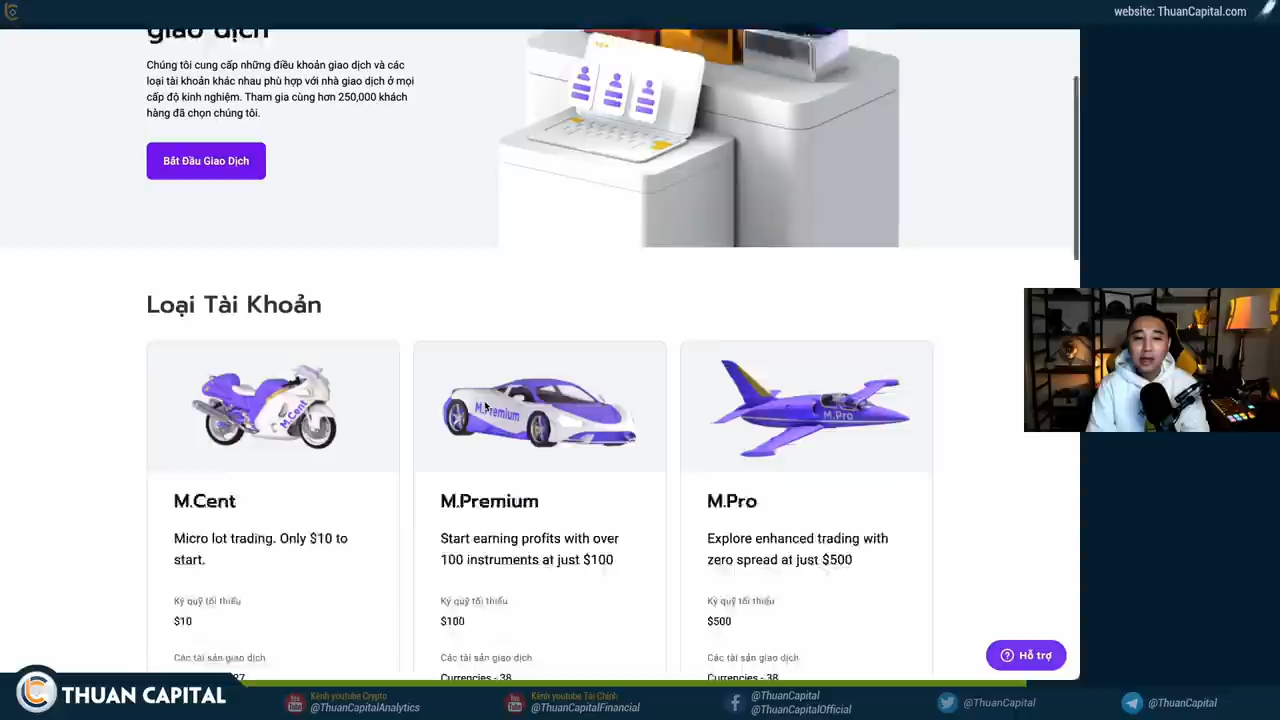 website: ThuanCapital.com
giao dịch
Chúng tôi cung cấp những điều khoản giao dịch và các
loại tài khoản khác nhau phù hợp với nhà giao dịch ở mọi
cấp độ kinh nghiệm. Tham gia cùng hơn 250,000 khách
hàng đã chọn chúng tôi.
Bắt Đầu Giao Dịch
Loại Tài Khoản
M.Cent
M.Premium
M.Pro
M.Cent
M.Premium
M.Pro
Micro lot trading. Only $10 to
start.
Start earning profits with over
100 instruments at just $100
Explore enhanced trading with
zero spread at just $500
Ký quỹ tối thiểu
Ký quỹ tối thiểu
Ký quỹ tối thiểu
$10
$100
$500
Các tài sản giao dịch
Các tài sản giao dịch
Các tài sản giao dịch
27
Currencies - 38
Currencies - 38
Hỗ trợ
THUAN CAPITAL
Kênh youtube Crypto
@ThuanCapitalAnalytics
Kênh youtube Tài Chính
@ThuanCapitalFinancial
@ThuanCapital
@ThuanCapitalOfficial
@ThuanCapital
@ThuanCapital